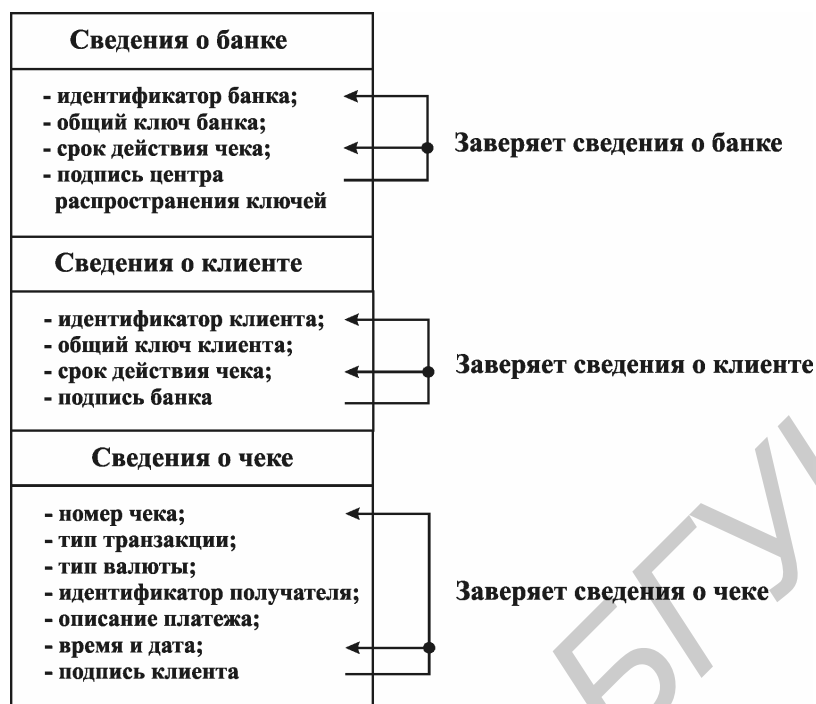 Сведения о банке
- идентификатор банка;
- общий ключ банка;
- срок действия чека;
- подпись центра
распространения ключей
Заверяет сведения о банке
Сведения о клиенте
- идентификатор клиента;
- общий ключ клиента;
- срок действия чека;
- подпись банка
Заверяет сведения о клиенте
Сведения о чеке
- номер чека;
- тип транзакции;
- тип валюты;
- идентификатор получателя;
- описание платежа;
- время и дата;
- подпись клиента
Заверяет сведения о чеке
БГУ